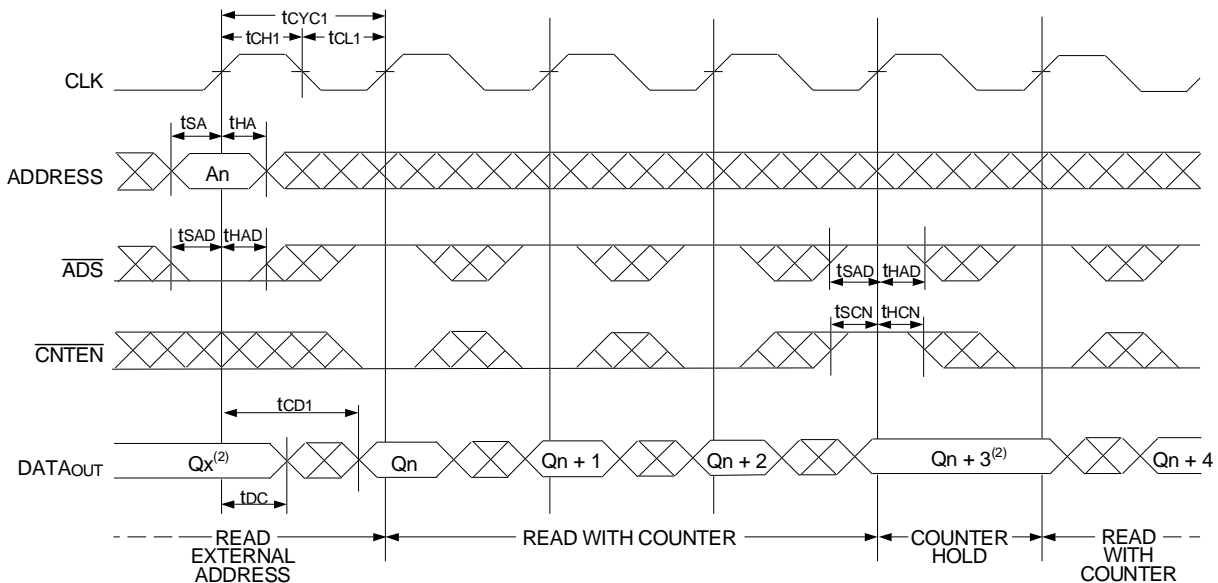 tCYC1
tCH1 tCL1
CLK
tSA tHA
ADDRESS An
tSAD tHAD
ADS
tSAD tHAD
tSCN tHCN
CNTEN
tCD1
DATAOUT Qx(2) Qn Qn + 1 Qn + 2 Qn + 3(2) Qn + 4
tDC
READ EXTERNAL ADDRESS
READ WITH COUNTER
COUNTER HOLD
READ WITH COUNTER